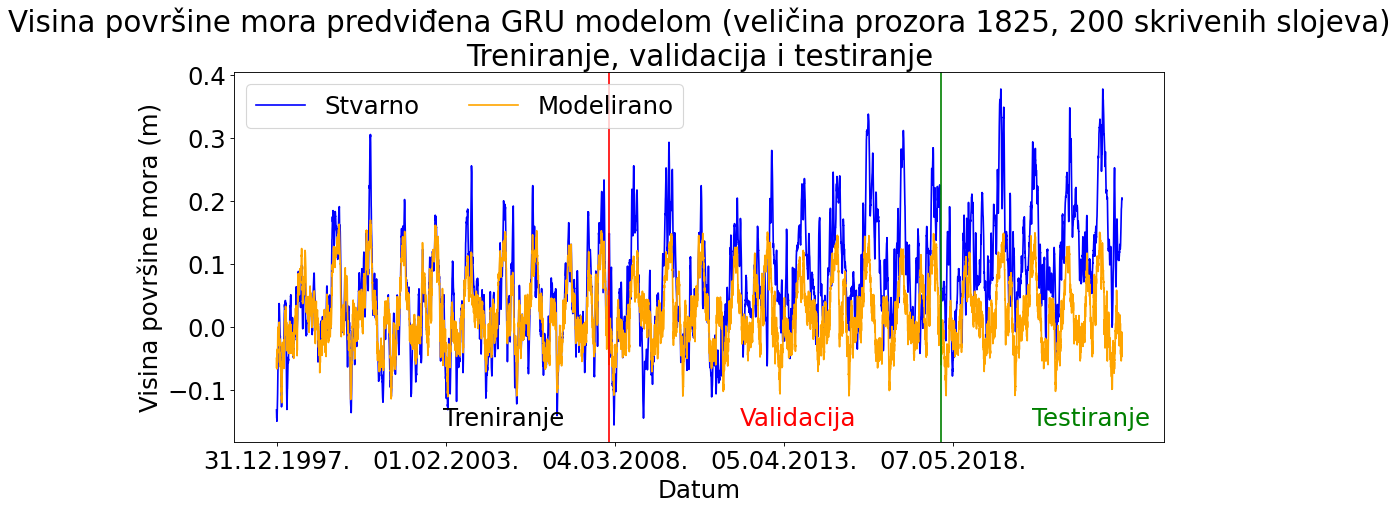 Visina površine mora predviđena GRU modelom (veličina prozora 1825, 200 skrivenih slojeva)
Treniranje, validacija i testiranje
Stvarno
Modelirano
Visina površine mora (m)
0.4
0.3
0.2
0.1
0.0
−0.1
Treniranje
Validacija
Testiranje
31.12.1997.
01.02.2003.
04.03.2008.
05.04.2013.
07.05.2018.
Datum